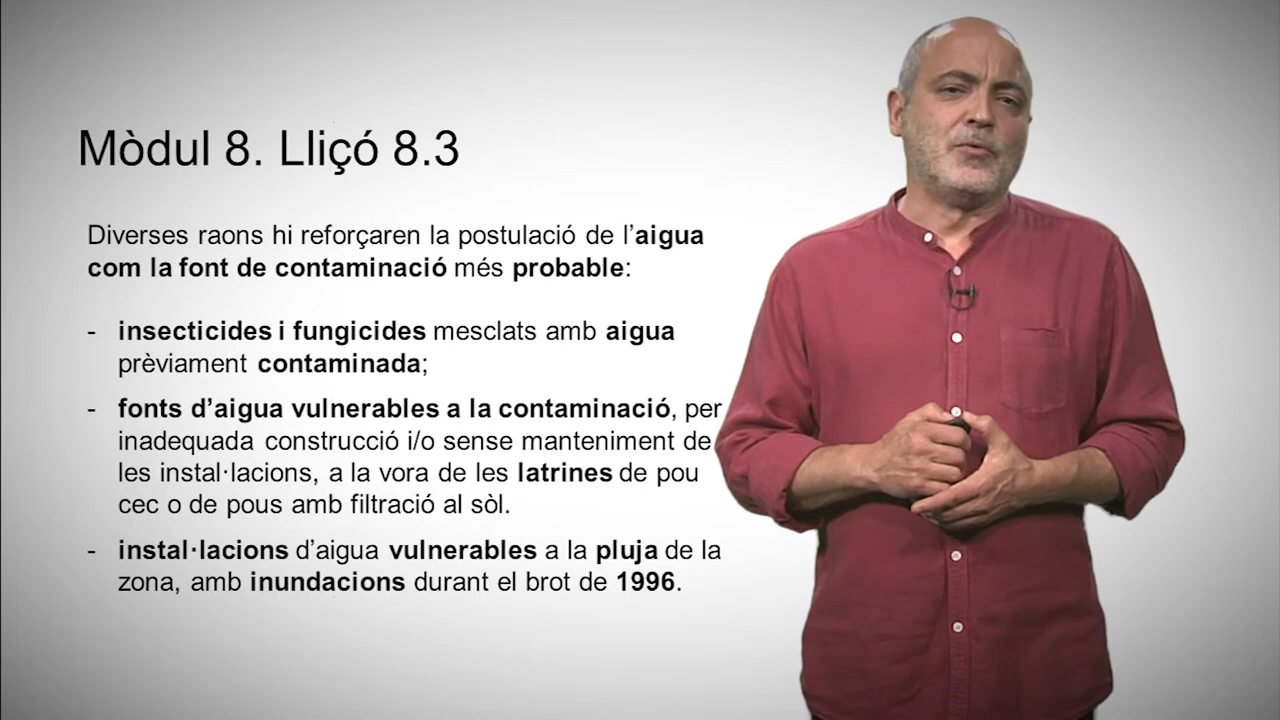 Mòdul 8. Lliçó 8.3
Diverses raons hi reforçaren la postulació de l’aigua
com la font de contaminació més probable:
- insecticides i fungicides mesclats amb aigua
prèviament contaminada;
- fonts d’aigua vulnerables a la contaminació, per
inadequada construcció i/o sense manteniment de
les instal·lacions, a la vora de les latrines de pou
cec o de pous amb filtració al sòl.
- instal·lacions d’aigua vulnerables a la pluja de la
zona, amb inundacions durant el brot de 1996.